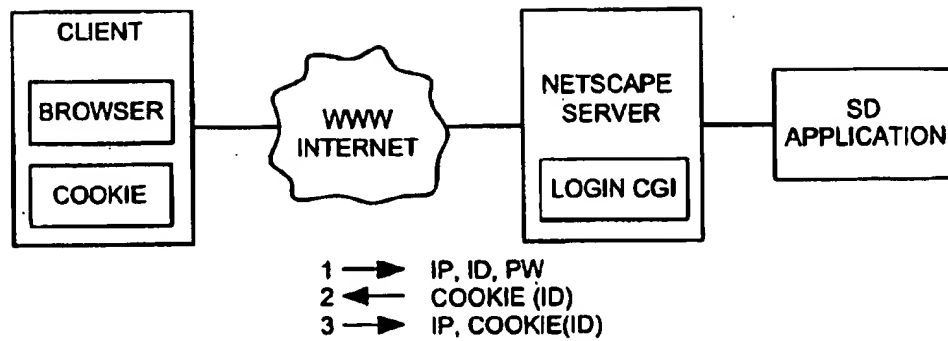 CLIENT
BROWSER
COOKIE
WWW
INTERNET
NETSCAPE
SERVER
LOGIN CGI
SD
APPLICATION
1 → IP, ID, PW
2 ← COOKIE (ID)
3 → IP, COOKIE(ID)